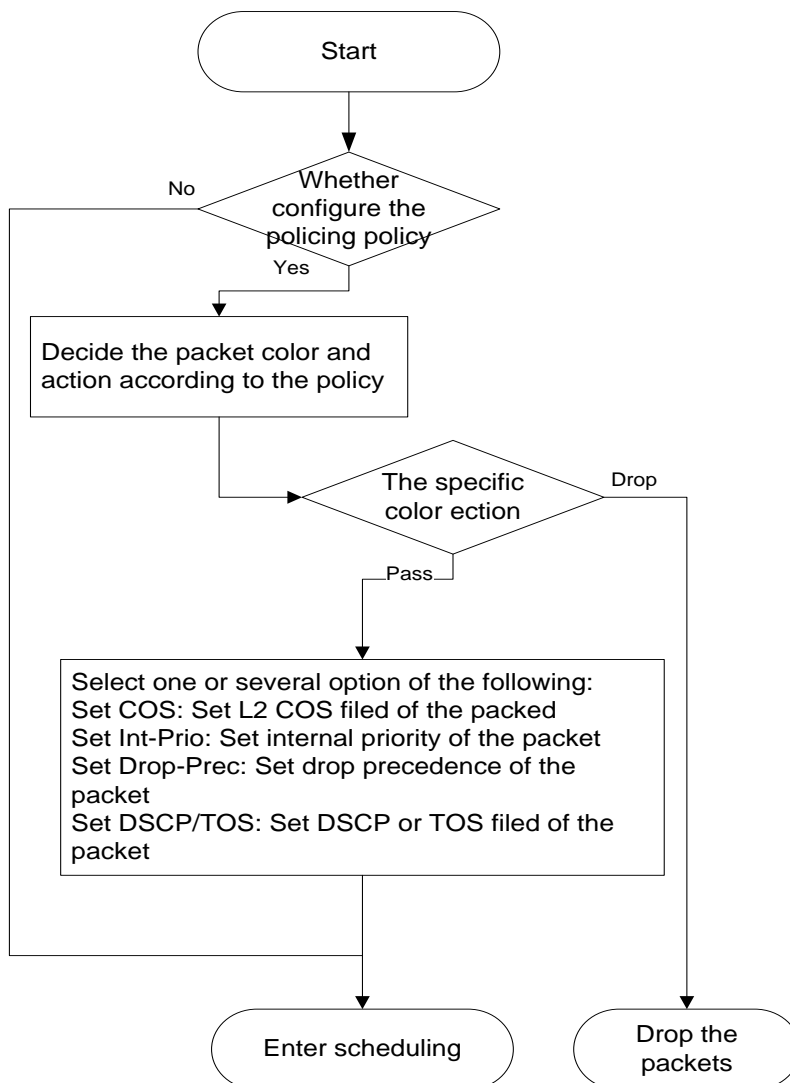 Start
No
Whether
configure the
policing policy
Yes
Decide the packet color and
action according to the policy
The specific
color ection
Drop
Pass
Select one or several option of the following:
Set COS: Set L2 COS filed of the packed
Set Int-Prio: Set internal priority of the packet
Set Drop-Prec: Set drop precedence of the
packet
Set DSCP/TOS: Set DSCP or TOS filed of the
packet
Enter scheduling
Drop the
packets